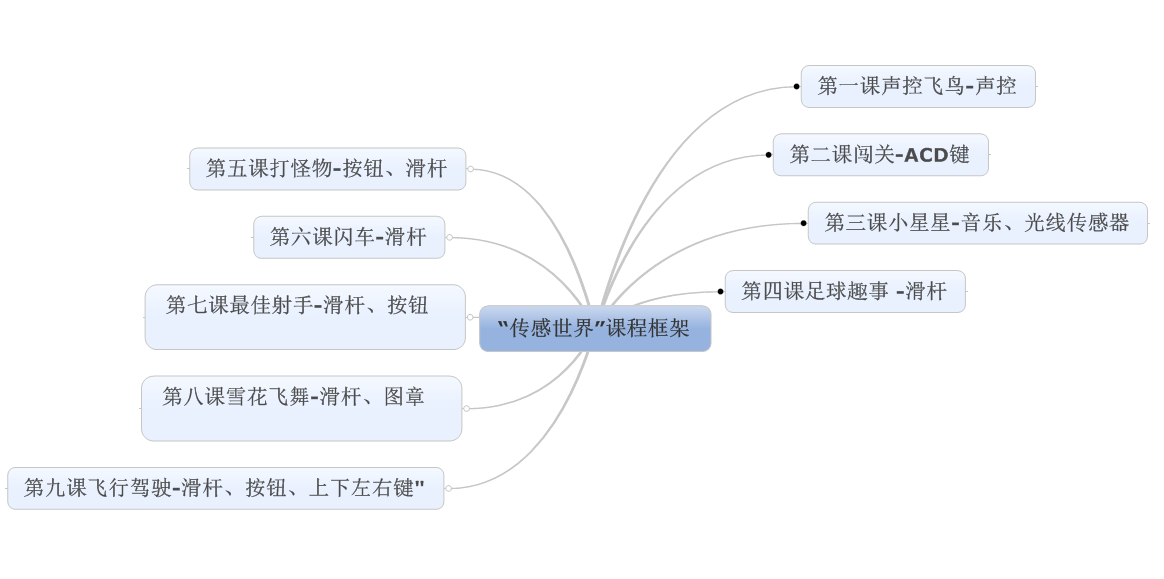 第一课声控飞鸟-声控
第二课闯关-ACD键
第三课小星星-音乐、光线传感器
第四课足球趣事 -滑杆
第五课打怪物-按钮、滑杆
第六课闪车-滑杆
第七课最佳射手-滑杆、按钮
“传感世界”课程框架
第八课雪花飞舞-滑杆、图章
第九课飞行驾驶-滑杆、按钮、上下左右键"